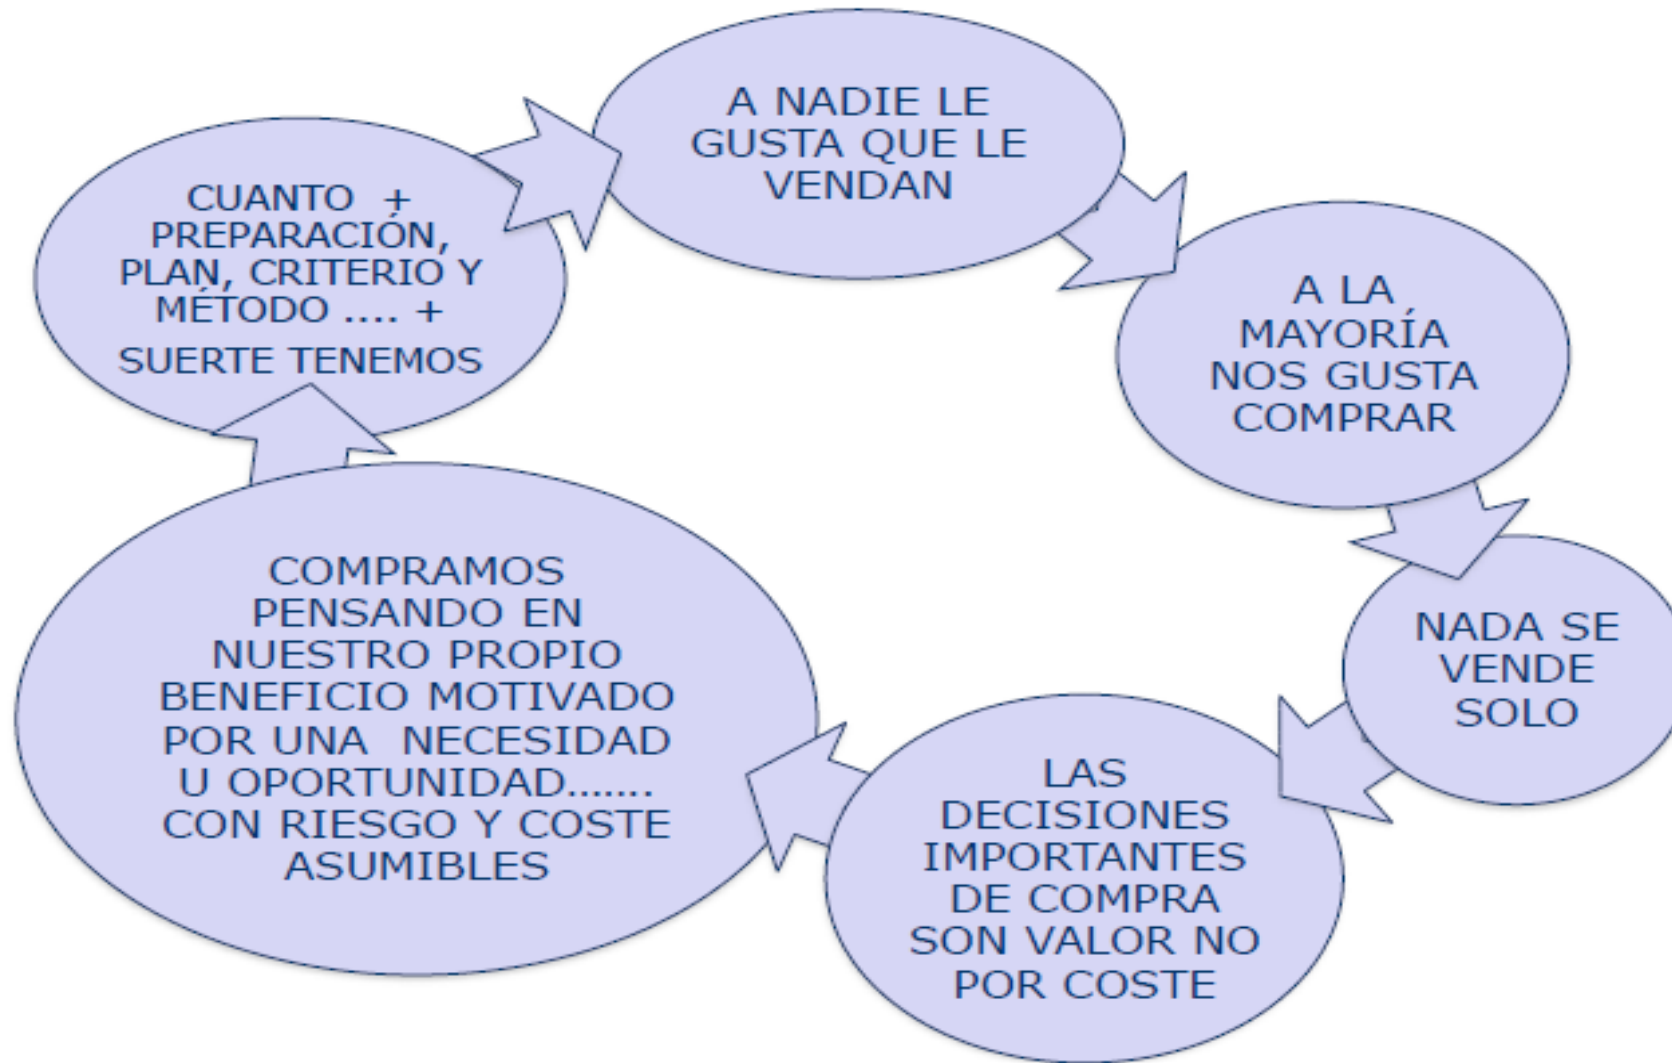 A NADIE LE
GUSTA QUE LE
VENDAN
A LA
MAYORÍA
NOS GUSTA
COMPRAR
NADA SE
VENDE
SOLO
LAS
DECISIONES
IMPORTANTES
DE COMPRA
SON VALOR NO
POR COSTE
COMPRAMOS
PENSANDO EN
NUESTRO PROPIO
BENEFICIO MOTIVADO
POR UNA  NECESIDAD
U OPORTUNIDAD.......
CON RIESGO Y COSTE
ASUMIBLES
CUANTO  +
PREPARACIÓN,
PLAN, CRITERIO Y
MÉTODO .... +
SUERTE TENEMOS